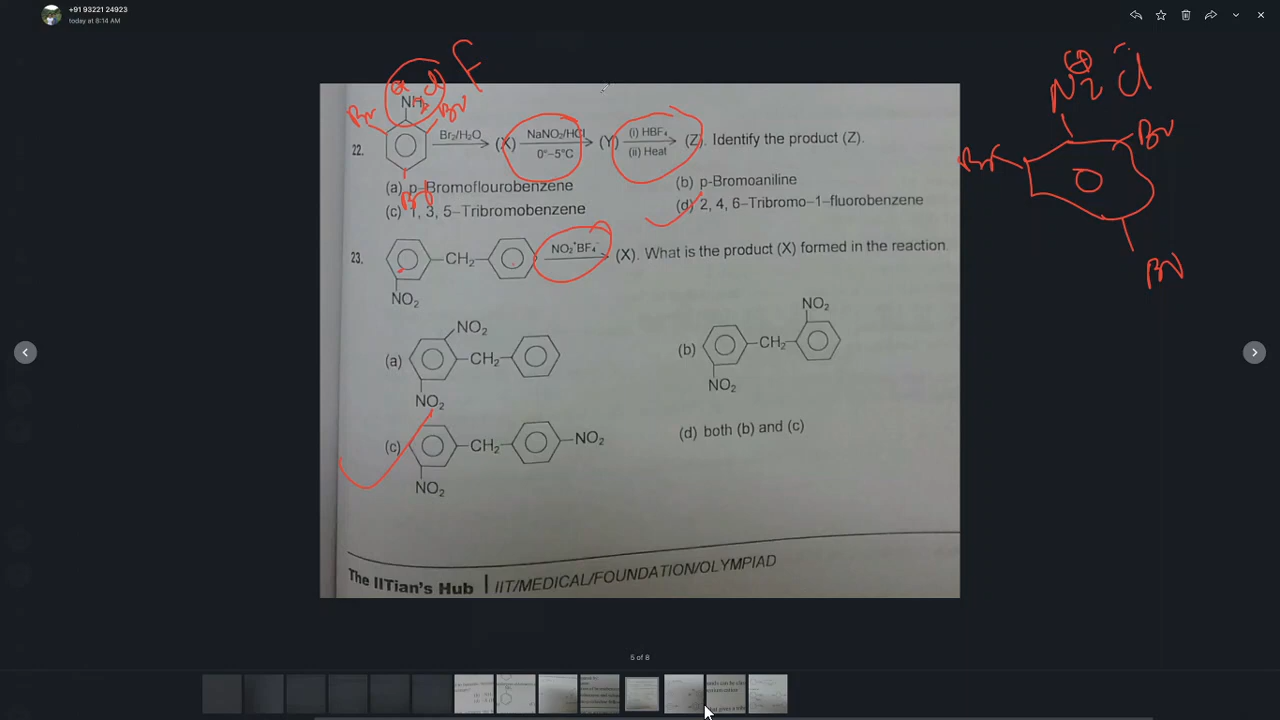 +91 93221 24923
today at 8:14 AM
F
NH2
Br Br
N2 ⊕ Cl⁻
Br
Br
Br
22. Br2/H2O (X) NaNO2/HCl 0°–5°C (Y) (i) HBF4 (ii) Heat (Z). Identify the product (Z).
Br
(a) p-Bromoflourobenzene (b) p-Bromoaniline
(c) 1, 3, 5–Tribromobenzene (d) 2, 4, 6–Tribromo–1–fluorobenzene
23. CH2 NO2⁺BF4⁻ (X). What is the product (X) formed in the reaction
NO2
NO2
(a) CH2
NO2
NO2
(b) CH2
NO2
(c) CH2 NO2
NO2
(d) both (b) and (c)
The IITian's Hub | IIT/MEDICAL/FOUNDATION/OLYMPIAD
5 of 8